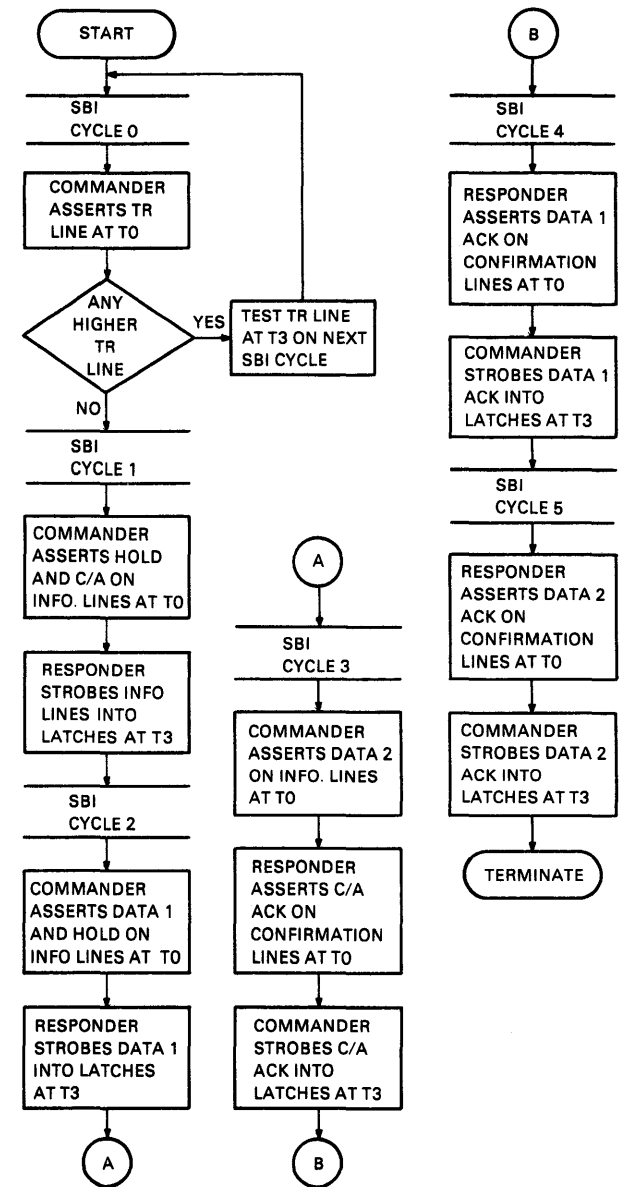 START
SBI
CYCLE 0
COMMANDER
ASSERTS TR
LINE AT T0
ANY
HIGHER
TR
LINE
YES
TEST TR LINE
AT T3 ON NEXT
SBI CYCLE
NO
SBI
CYCLE 1
COMMANDER
ASSERTS HOLD
AND C/A ON
INFO. LINES AT T0
RESPONDER
STROBES INFO
LINES INTO
LATCHES AT T3
SBI
CYCLE 2
COMMANDER
ASSERTS DATA 1
AND HOLD ON
INFO LINES AT T0
RESPONDER
STROBES DATA 1
INTO LATCHES
AT T3
A
A
SBI
CYCLE 3
COMMANDER
ASSERTS DATA 2
ON INFO. LINES
AT T0
RESPONDER
ASSERTS C/A
ACK ON
CONFIRMATION
LINES AT T0
COMMANDER
STROBES C/A
ACK INTO
LATCHES AT T3
B
B
SBI
CYCLE 4
RESPONDER
ASSERTS DATA 1
ACK ON
CONFIRMATION
LINES AT T0
COMMANDER
STROBES DATA 1
ACK INTO
LATCHES AT T3
SBI
CYCLE 5
RESPONDER
ASSERTS DATA 2
ACK ON
CONFIRMATION
LINES AT T0
COMMANDER
STROBES DATA 2
ACK INTO
LATCHES AT T3
TERMINATE